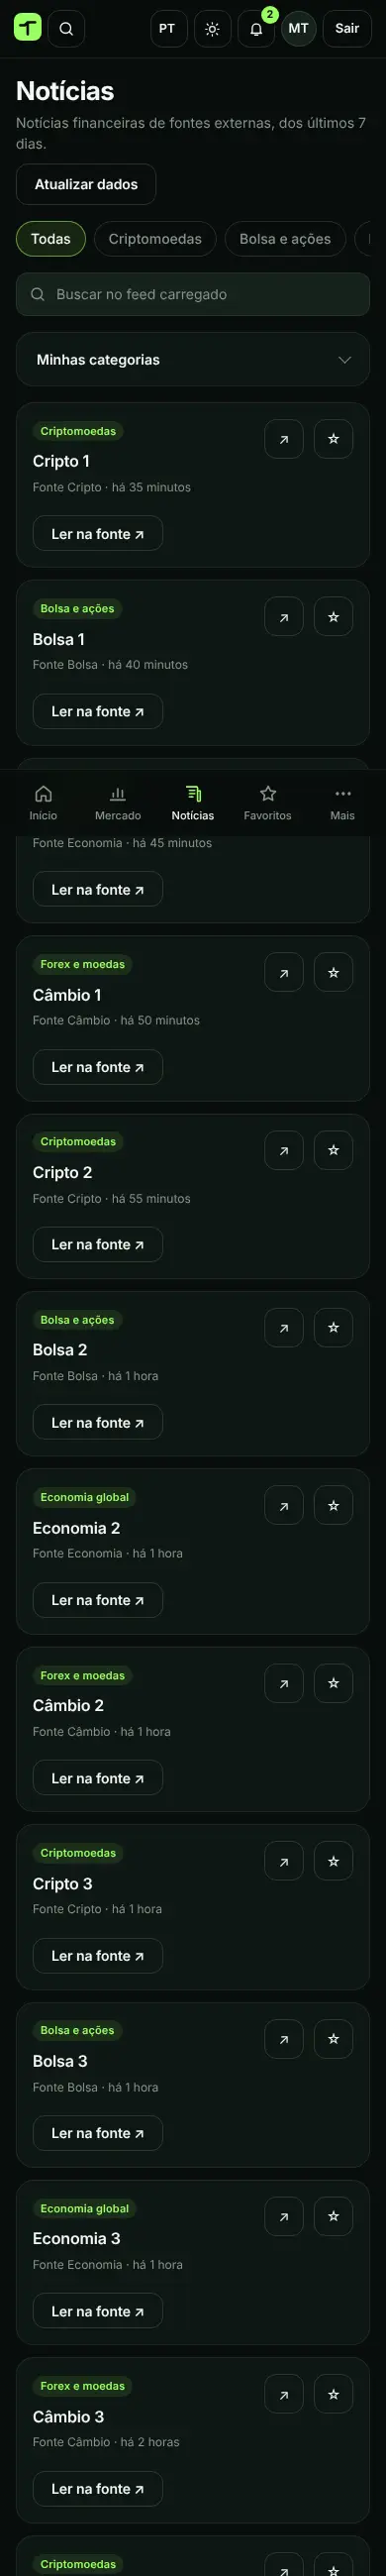 PT
2
MT
Sair
Notícias
Notícias financeiras de fontes externas, dos últimos 7
dias.
Atualizar dados
Todas
Criptomoedas
Bolsa e ações
Buscar no feed carregado
Minhas categorias
Criptomoedas
Cripto 1
Fonte Cripto · há 35 minutos
Ler na fonte ↗
Bolsa e ações
Bolsa 1
Fonte Bolsa · há 40 minutos
Ler na fonte ↗
Início
Mercado
Notícias
Favoritos
Mais
Fonte Economia · há 45 minutos
Ler na fonte ↗
Forex e moedas
Câmbio 1
Fonte Câmbio · há 50 minutos
Ler na fonte ↗
Criptomoedas
Cripto 2
Fonte Cripto · há 55 minutos
Ler na fonte ↗
Bolsa e ações
Bolsa 2
Fonte Bolsa · há 1 hora
Ler na fonte ↗
Economia global
Economia 2
Fonte Economia · há 1 hora
Ler na fonte ↗
Forex e moedas
Câmbio 2
Fonte Câmbio · há 1 hora
Ler na fonte ↗
Criptomoedas
Cripto 3
Fonte Cripto · há 1 hora
Ler na fonte ↗
Bolsa e ações
Bolsa 3
Fonte Bolsa · há 1 hora
Ler na fonte ↗
Economia global
Economia 3
Fonte Economia · há 1 hora
Ler na fonte ↗
Forex e moedas
Câmbio 3
Fonte Câmbio · há 2 horas
Ler na fonte ↗
Criptomoedas